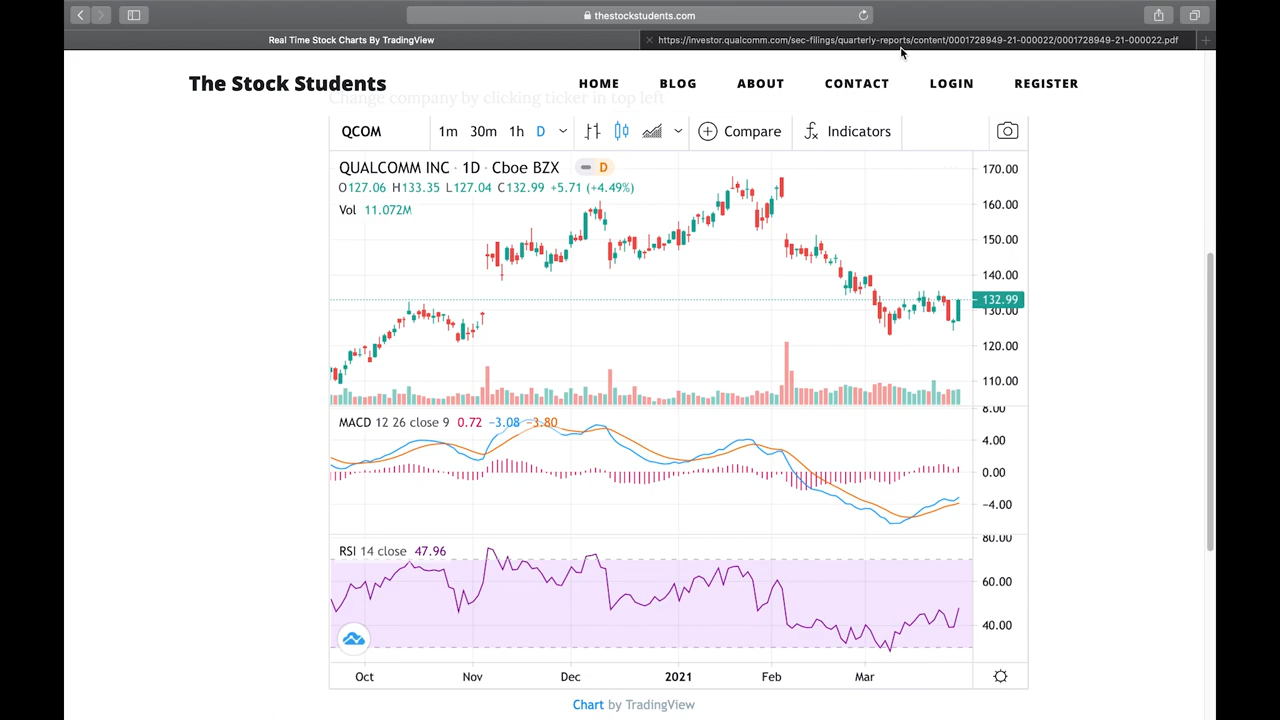 thestockstudents.com
Real Time Stock Charts By TradingView
https://investor.qualcomm.com/sec-filings/quarterly-reports/content/0001728949-21-000022/0001728949-21-000022.pdf
The Stock Students HOME BLOG ABOUT CONTACT LOGIN REGISTER
Change company by clicking ticker in top left
QCOM 1m 30m 1h D Compare Indicators
QUALCOMM INC · 1D · Cboe BZX D
O127.06 H133.35 L127.04 C132.99 +5.71 (+4.49%)
Vol 11.072M
170.00
160.00
150.00
140.00
132.99
130.00
120.00
110.00
MACD 12 26 close 9 0.72 −3.08 −3.80
8.00
4.00
0.00
−4.00
RSI 14 close 47.96
80.00
60.00
40.00
Oct Nov Dec 2021 Feb Mar
Chart by TradingView